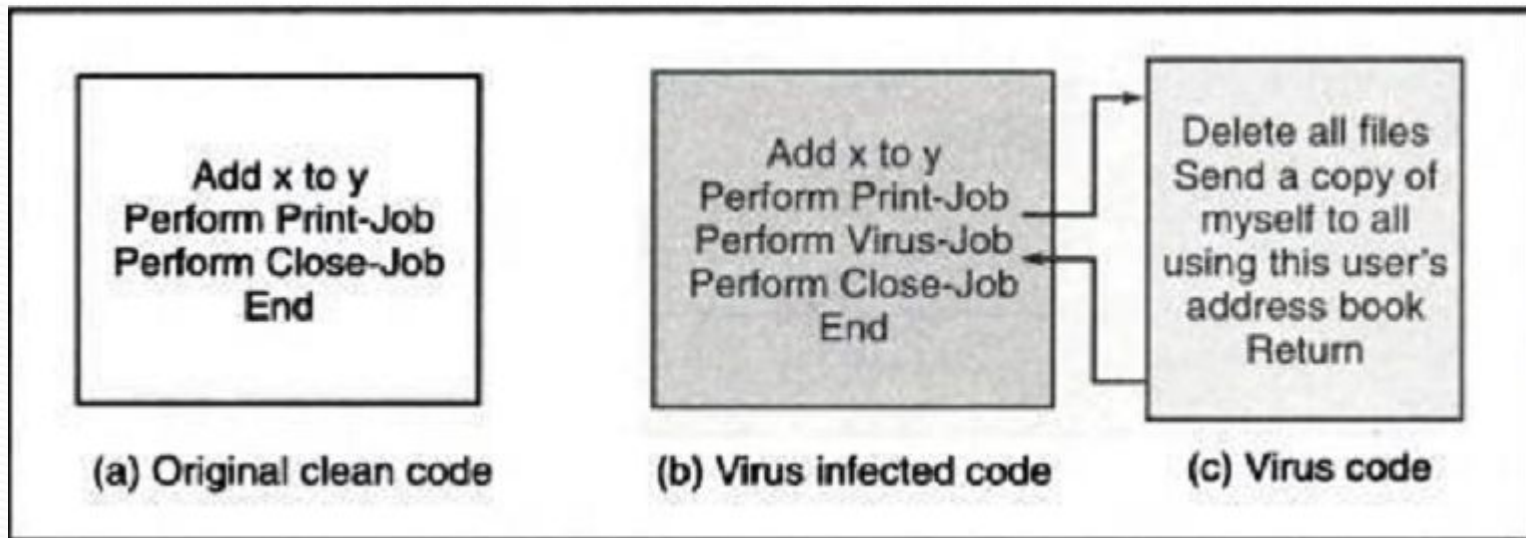 Add x to y
Perform Print-Job
Perform Close-Job
End
(a) Original clean code
Add x to y
Perform Print-Job
Perform Virus-Job
Perform Close-Job
End
(b) Virus infected code
Delete all files
Send a copy of
myself to all
using this user's
address book
Return
(c) Virus code